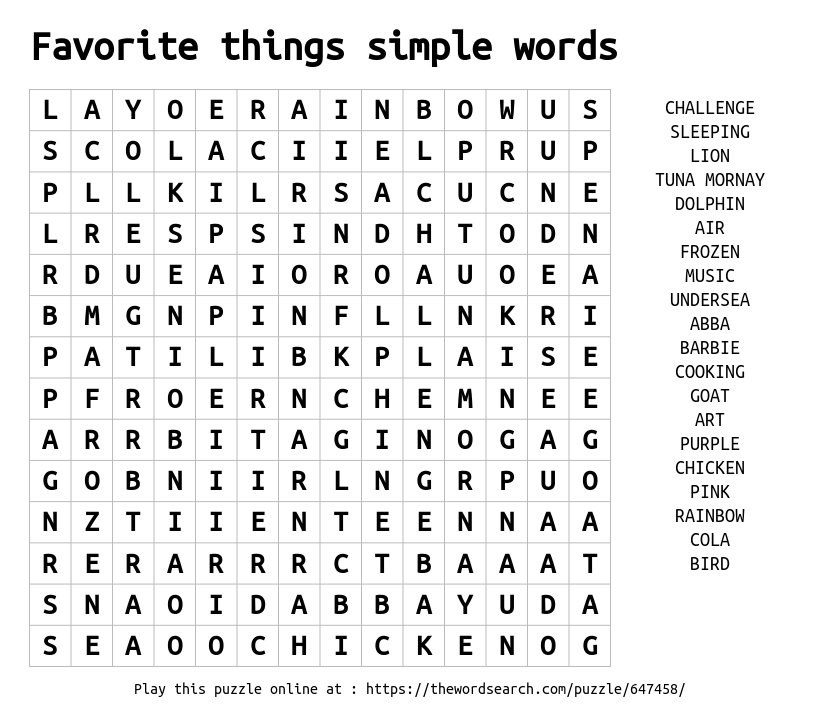 Favorite things simple words
L A Y O E R A I N B O W U S
S C O L A C I I E L P R U P
P L L K I L R S A C U C N E
L R E S P S I N D H T O D N
R D U E A I O R O A U O E A
B M G N P I N F L L N K R I
P A T I L I B K P L A I S E
P F R O E R N C H E M N E E
A R R B I T A G I N O G A G
G O B N I I R L N G R P U O
N Z T I I E N T E E N N A A
R E R A R R R C T B A A A T
S N A O I D A B B A Y U D A
S E A O O C H I C K E N O G
CHALLENGE
SLEEPING
LION
TUNA MORNAY
DOLPHIN
AIR
FROZEN
MUSIC
UNDERSEA
ABBA
BARBIE
COOKING
GOAT
ART
PURPLE
CHICKEN
PINK
RAINBOW
COLA
BIRD
Play this puzzle online at : https://thewordsearch.com/puzzle/647458/